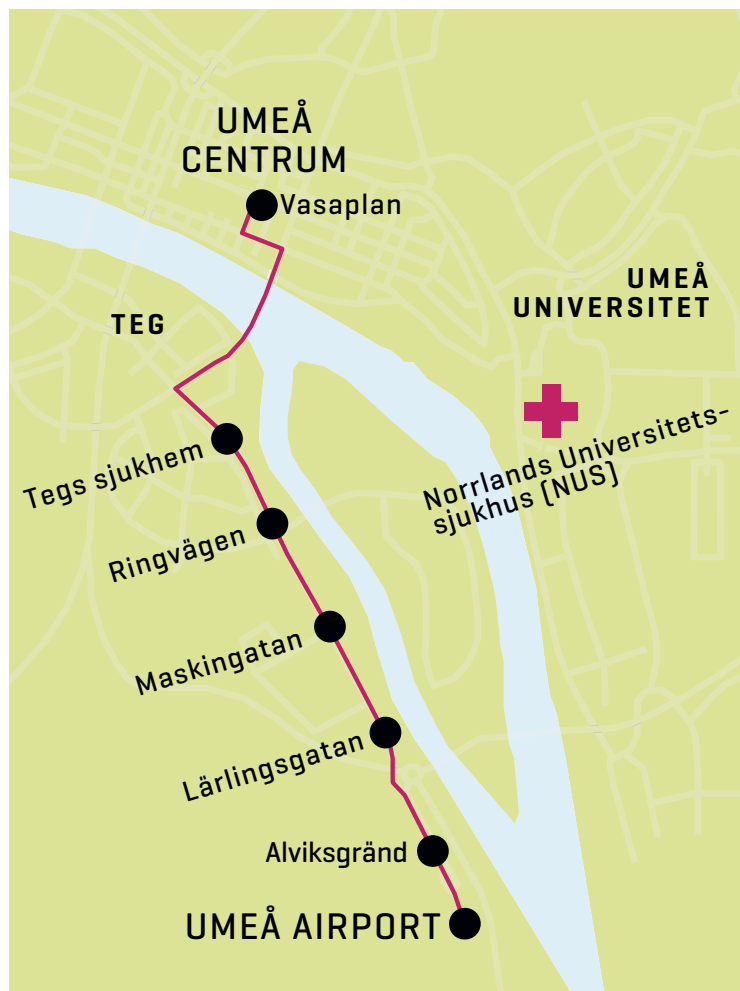 UMEÅ
CENTRUM
Vasaplan
UMEÅ
UNIVERSITET
TEG
Norrlands Universitets-
sjukhus (NUS)
Tegs sjukhem
Ringvägen
Maskingatan
Lärlingsgatan
Alviksgränd
UMEÅ AIRPORT